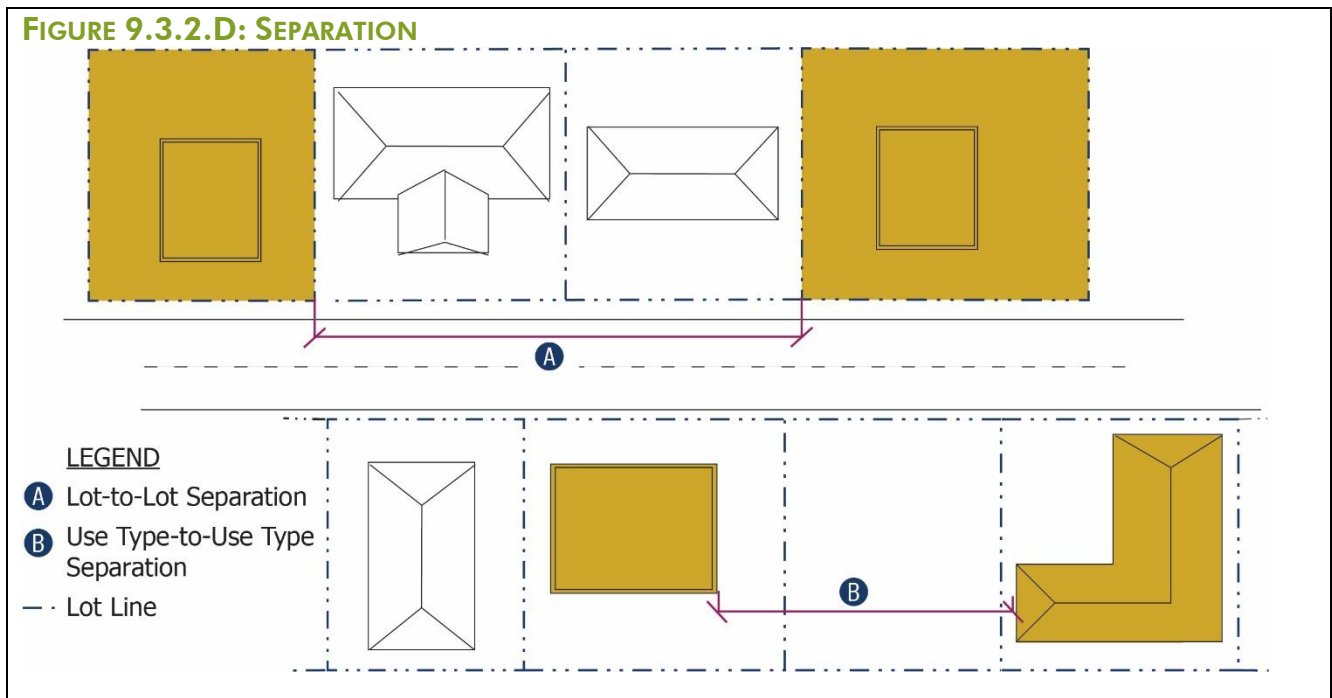 FIGURE 9.3.2.D: SEPARATION
A
LEGEND
A Lot-to-Lot Separation
B Use Type-to-Use Type
Separation
Lot Line
B